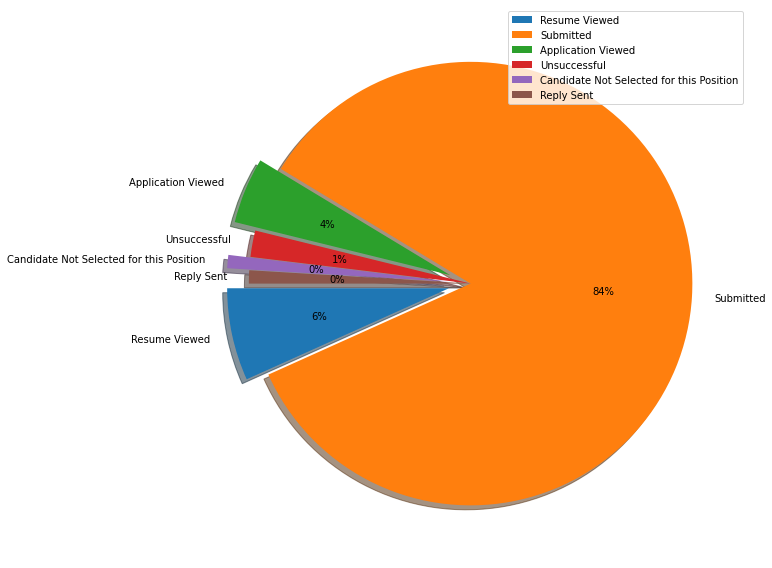 Resume Viewed
Submitted
Application Viewed
Unsuccessful
Candidate Not Selected for this Position
Reply Sent
Application Viewed
4%
Unsuccessful
1%
Candidate Not Selected for this Position
0%
Reply Sent
0%
84%
Submitted
6%
Resume Viewed